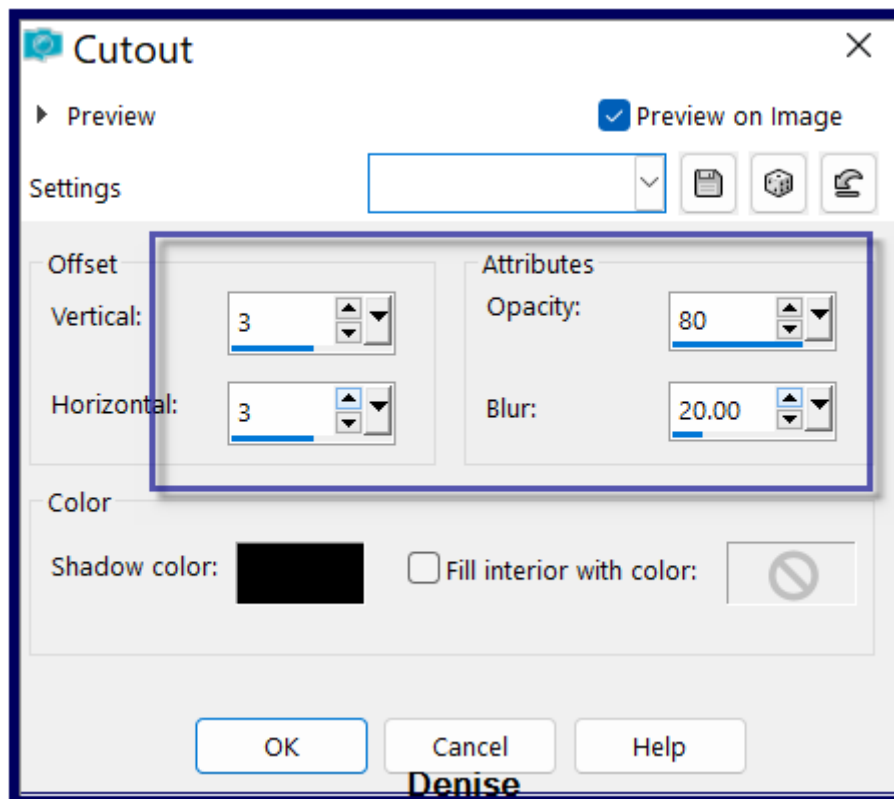 Cutout
Preview
Preview on Image
Settings
Offset
Attributes
Vertical: 3
Opacity: 80
Horizontal: 3
Blur: 20.00
Color
Shadow color:
Fill interior with color:
OK
Cancel
Help
Denise